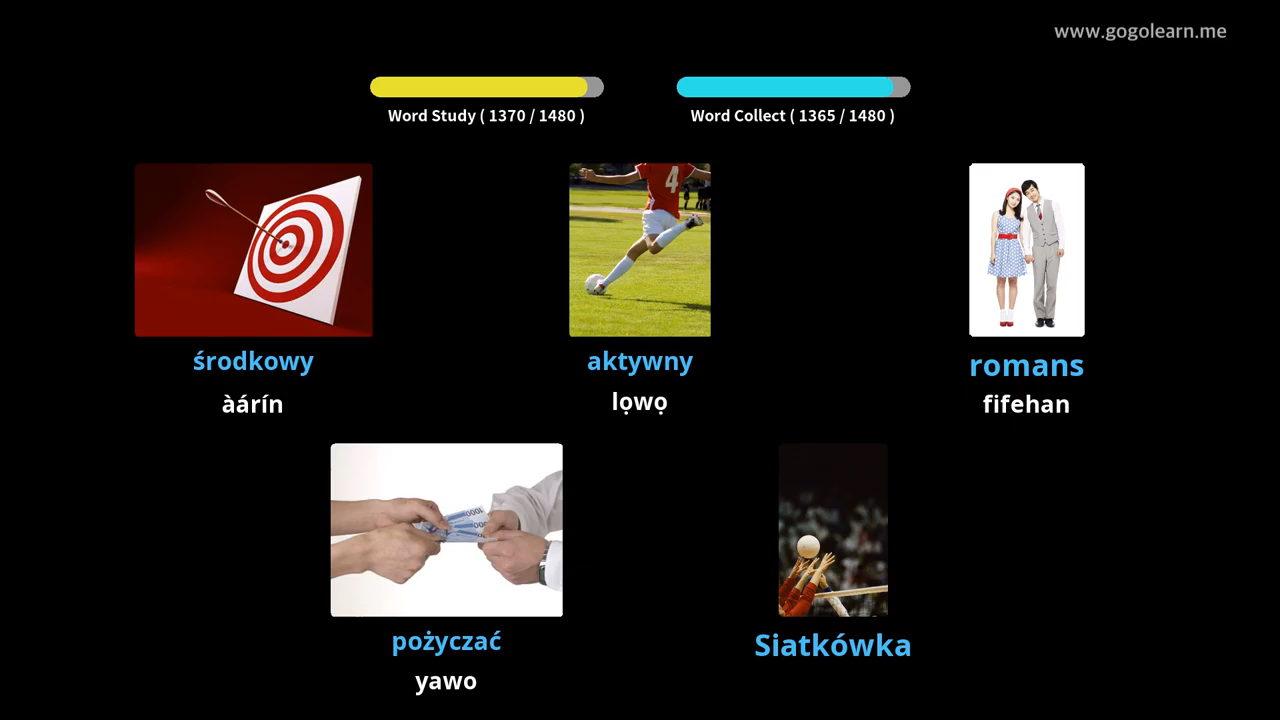 www.gogolearn.me
Word Study ( 1370 / 1480 )
Word Collect ( 1365 / 1480 )
środkowy
ààrín
aktywny
lọwọ
romans
fifehan
pożyczać
yawo
Siatkówka